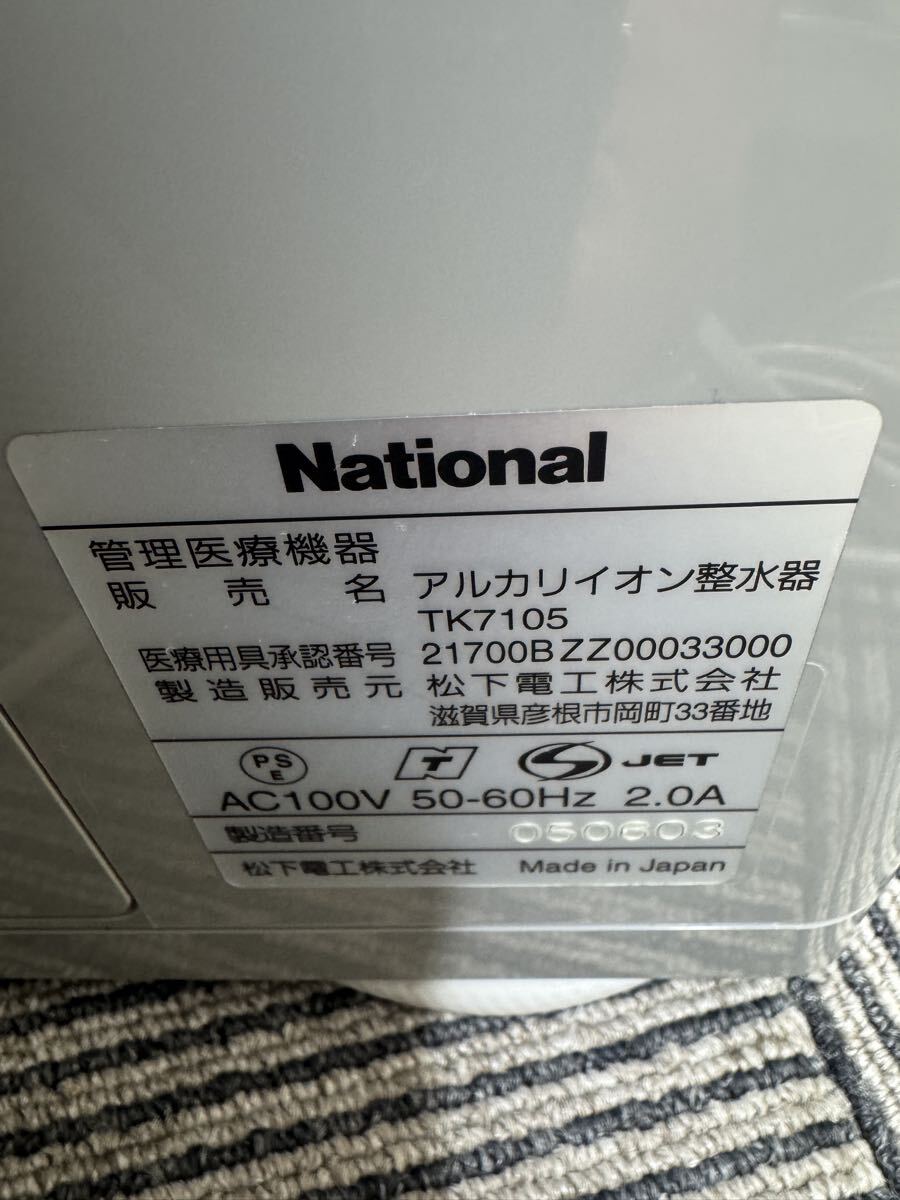 National
管理医療機器
販売名 アルカリイオン整水器
TK7105
医療用具承認番号 21700BZZ00033000
製造販売元 松下電工株式会社
滋賀県彦根市岡町33番地
PSE N T S JET
AC100V 50-60Hz 2.0A
製造番号 050603
松下電工株式会社 Made in Japan